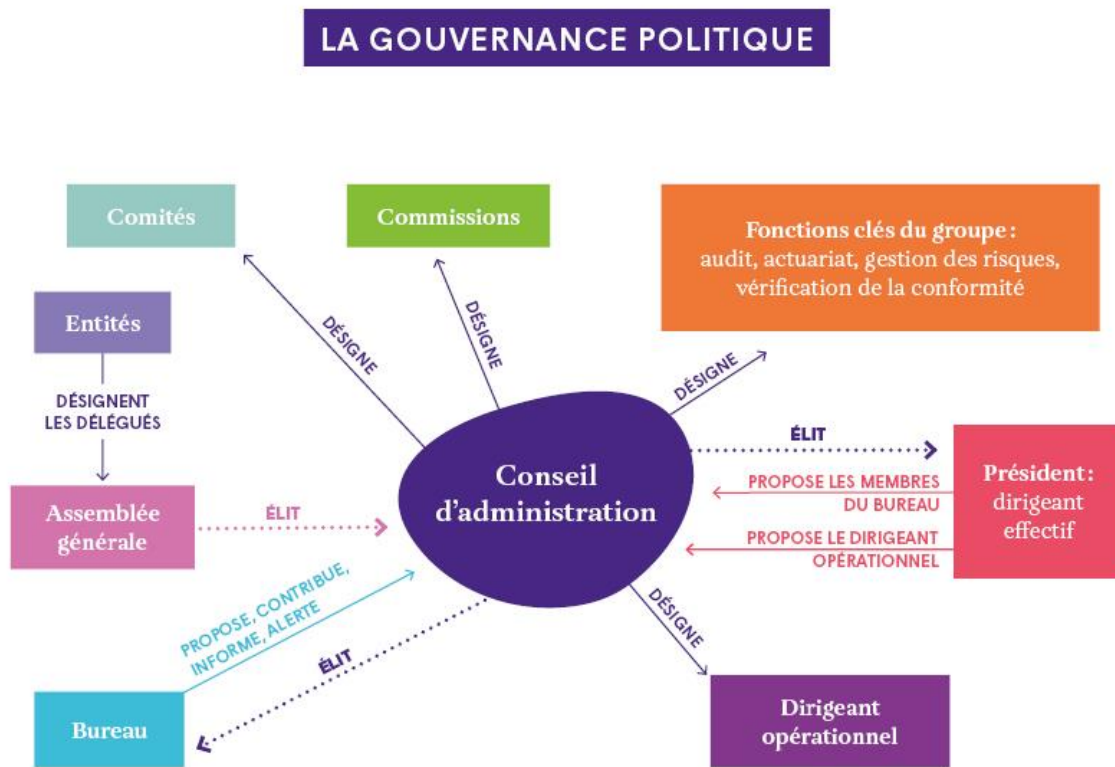 LA GOUVERNANCE POLITIQUE
Comités
Commissions
Fonctions clés du groupe :
audit, actuariat, gestion des risques,
vérification de la conformité
Entités
DÉSIGNE
DÉSIGNE
DÉSIGNE
DÉSIGNENT
LES DÉLÉGUÉS
ÉLIT
Conseil
d’administration
PROPOSE LES MEMBRES
DU BUREAU
Président :
dirigeant
effectif
Assemblée
générale
ÉLIT
PROPOSE LE DIRIGEANT
OPÉRATIONNEL
PROPOSE, CONTRIBUE,
INFORME, ALERTE
ÉLIT
DÉSIGNE
Bureau
Dirigeant
opérationnel